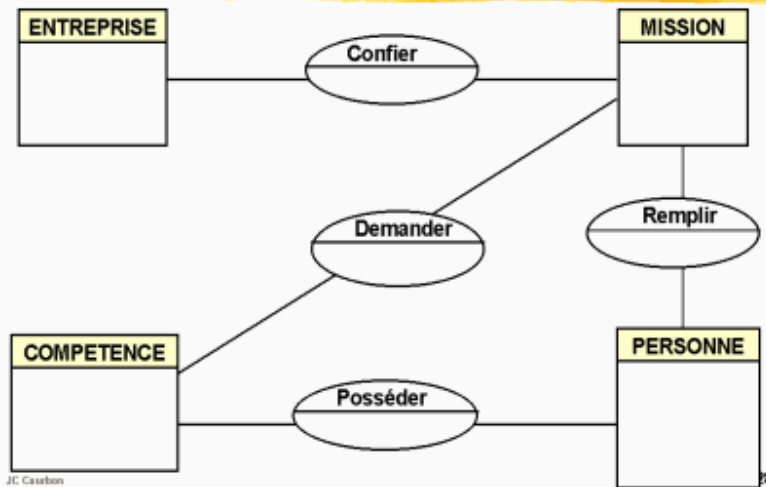 ENTREPRISE
MISSION
Confier
Demander
Remplir
COMPETENCE
PERSONNE
Posséder
JC Courbon